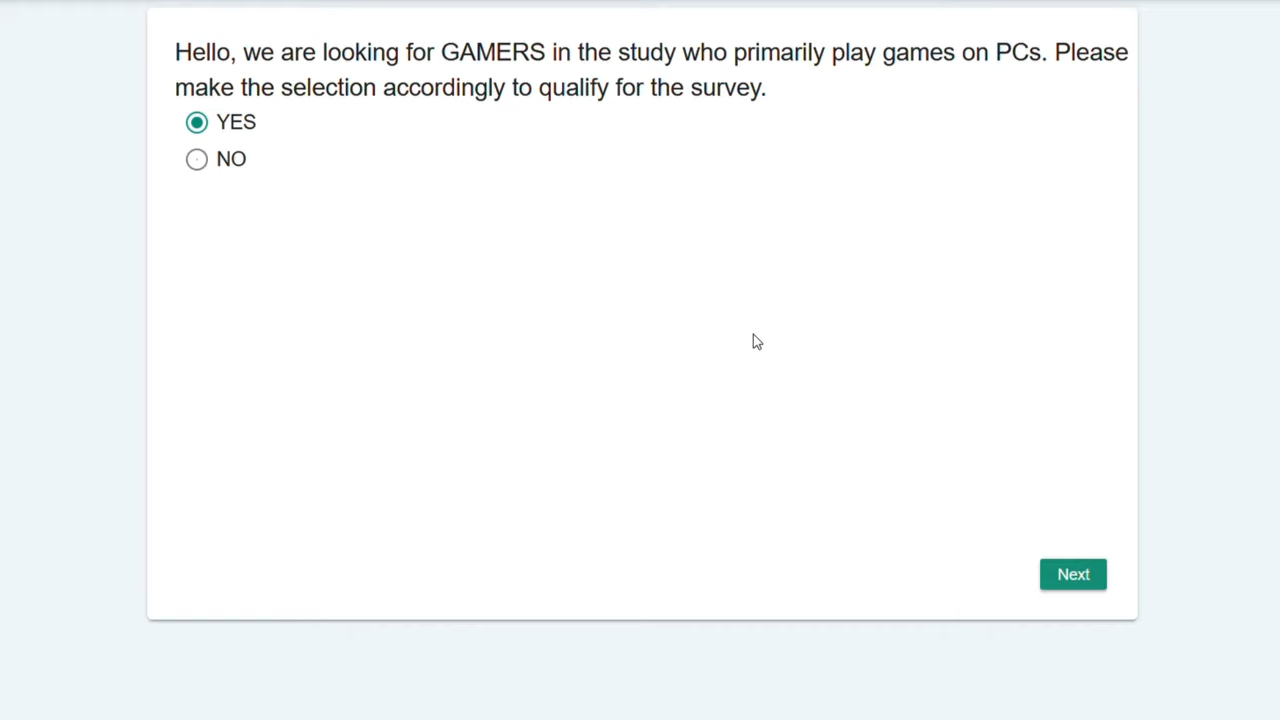 Hello, we are looking for GAMERS in the study who primarily play games on PCs. Please
make the selection accordingly to qualify for the survey.
YES
NO
Next